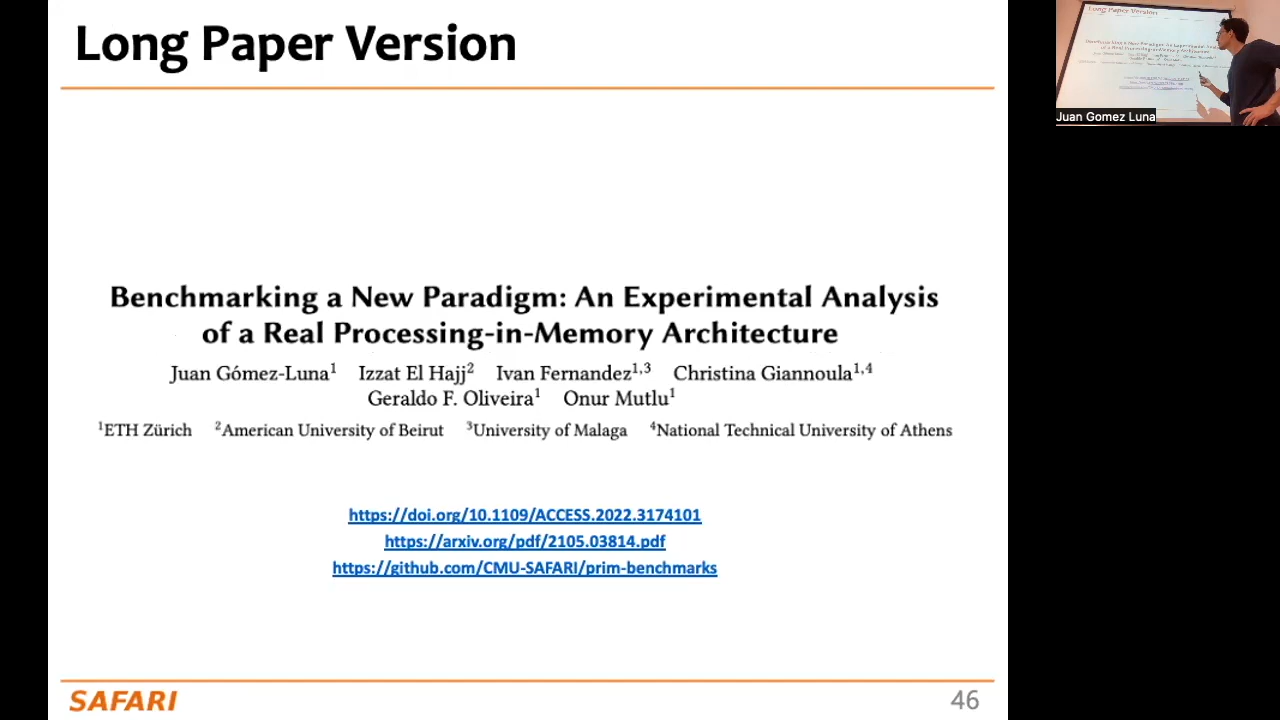 Long Paper Version
Benchmarking a New Paradigm: An Experimental Analysis
of a Real Processing-in-Memory Architecture
Juan Gómez-Luna¹ Izzat El Hajj² Ivan Fernandez¹,³ Christina Giannoula¹,⁴
Geraldo F. Oliveira¹ Onur Mutlu¹
¹ETH Zürich ²American University of Beirut ³University of Malaga ⁴National Technical University of Athens
https://doi.org/10.1109/ACCESS.2022.3174101
https://arxiv.org/pdf/2105.03814.pdf
https://github.com/CMU-SAFARI/prim-benchmarks
SAFARI
46
Long Paper Version
Juan Gomez Luna